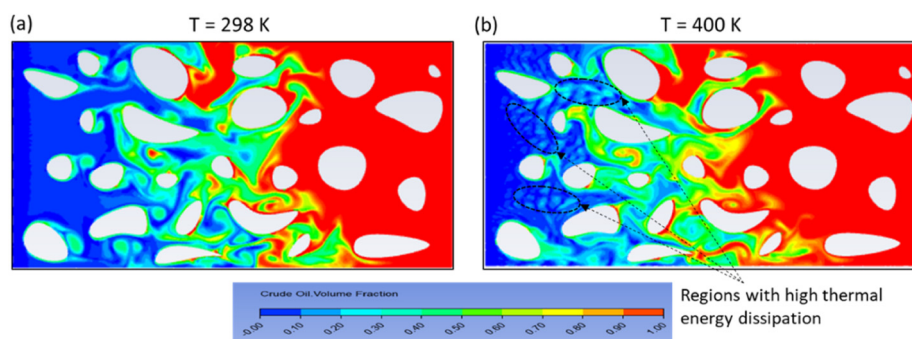 (a) T = 298 K (b) T = 400 K
Crude Oil.Volume Fraction
-0.00 0.10 0.20 0.30 0.40 0.50 0.60 0.70 0.80 0.90 1.00
Regions with high thermal
energy dissipation